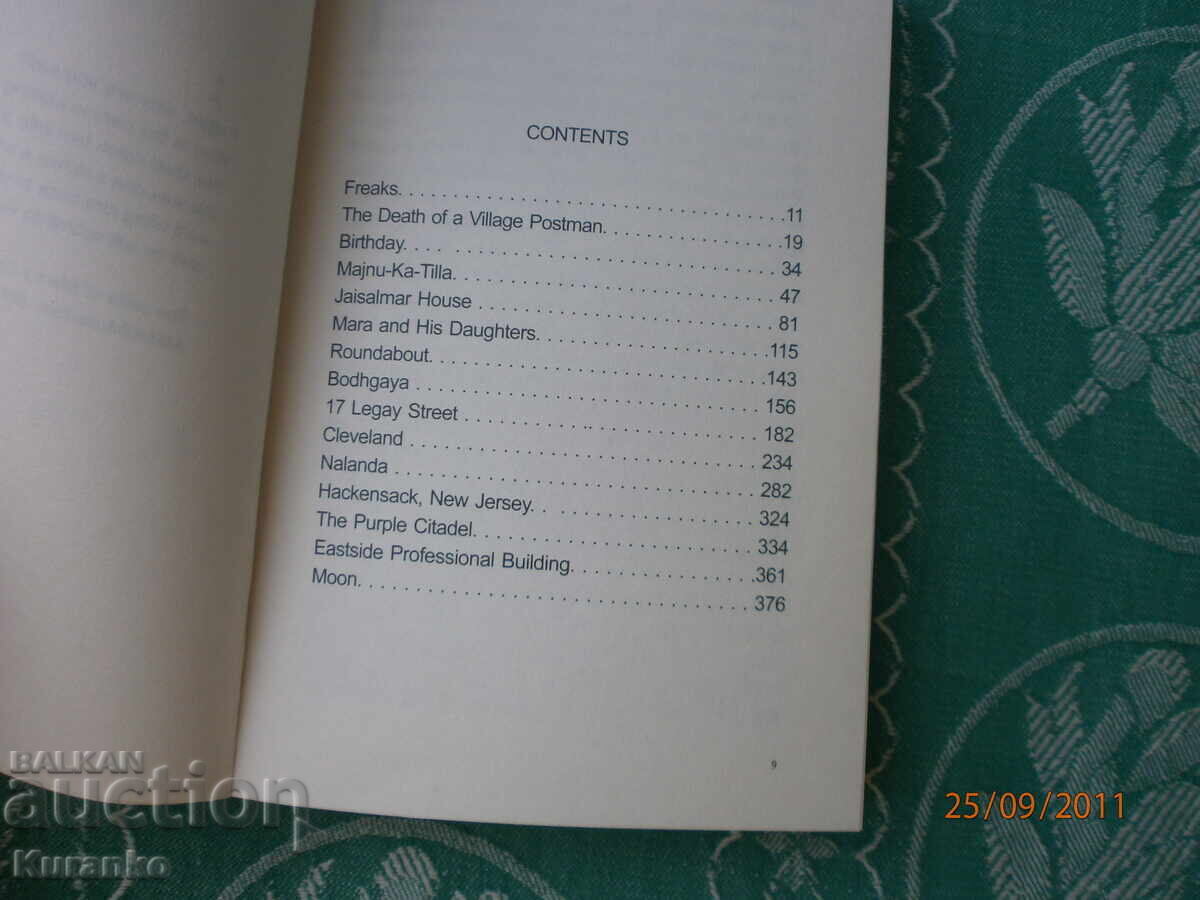 CONTENTS
Freaks. . . . . . . . . . . . . . . . . . . . . . . . . . . . . . . . . . . . .11
The Death of a Village Postman. . . . . . . . . . . . . . . . .19
Birthday. . . . . . . . . . . . . . . . . . . . . . . . . . . . . . . . . . . 34
Majnu-Ka-Tilla. . . . . . . . . . . . . . . . . . . . . . . . . . . . . . 47
Jaisalmar House . . . . . . . . . . . . . . . . . . . . . . . . . . . . 81
Mara and His Daughters. . . . . . . . . . . . . . . . . . . . . .115
Roundabout. . . . . . . . . . . . . . . . . . . . . . . . . . . . . . . .143
Bodhgaya . . . . . . . . . . . . . . . . . . . . . . . . . . . . . . . . 156
17 Legay Street . . . . . . . . . . . . . . . . . . . . . . . . . . . . 182
Cleveland . . . . . . . . . . . . . . . . . . . . . . . . . . . . . . . . 234
Nalanda . . . . . . . . . . . . . . . . . . . . . . . . . . . . . . . . . 282
Hackensack, New Jersey. . . . . . . . . . . . . . . . . . . . . 324
The Purple Citadel. . . . . . . . . . . . . . . . . . . . . . . . . . 334
Eastside Professional Building. . . . . . . . . . . . . . . . .361
Moon. . . . . . . . . . . . . . . . . . . . . . . . . . . . . . . . . . . . 376
9
BALKAN
auction
Kuranko
25/09/2011